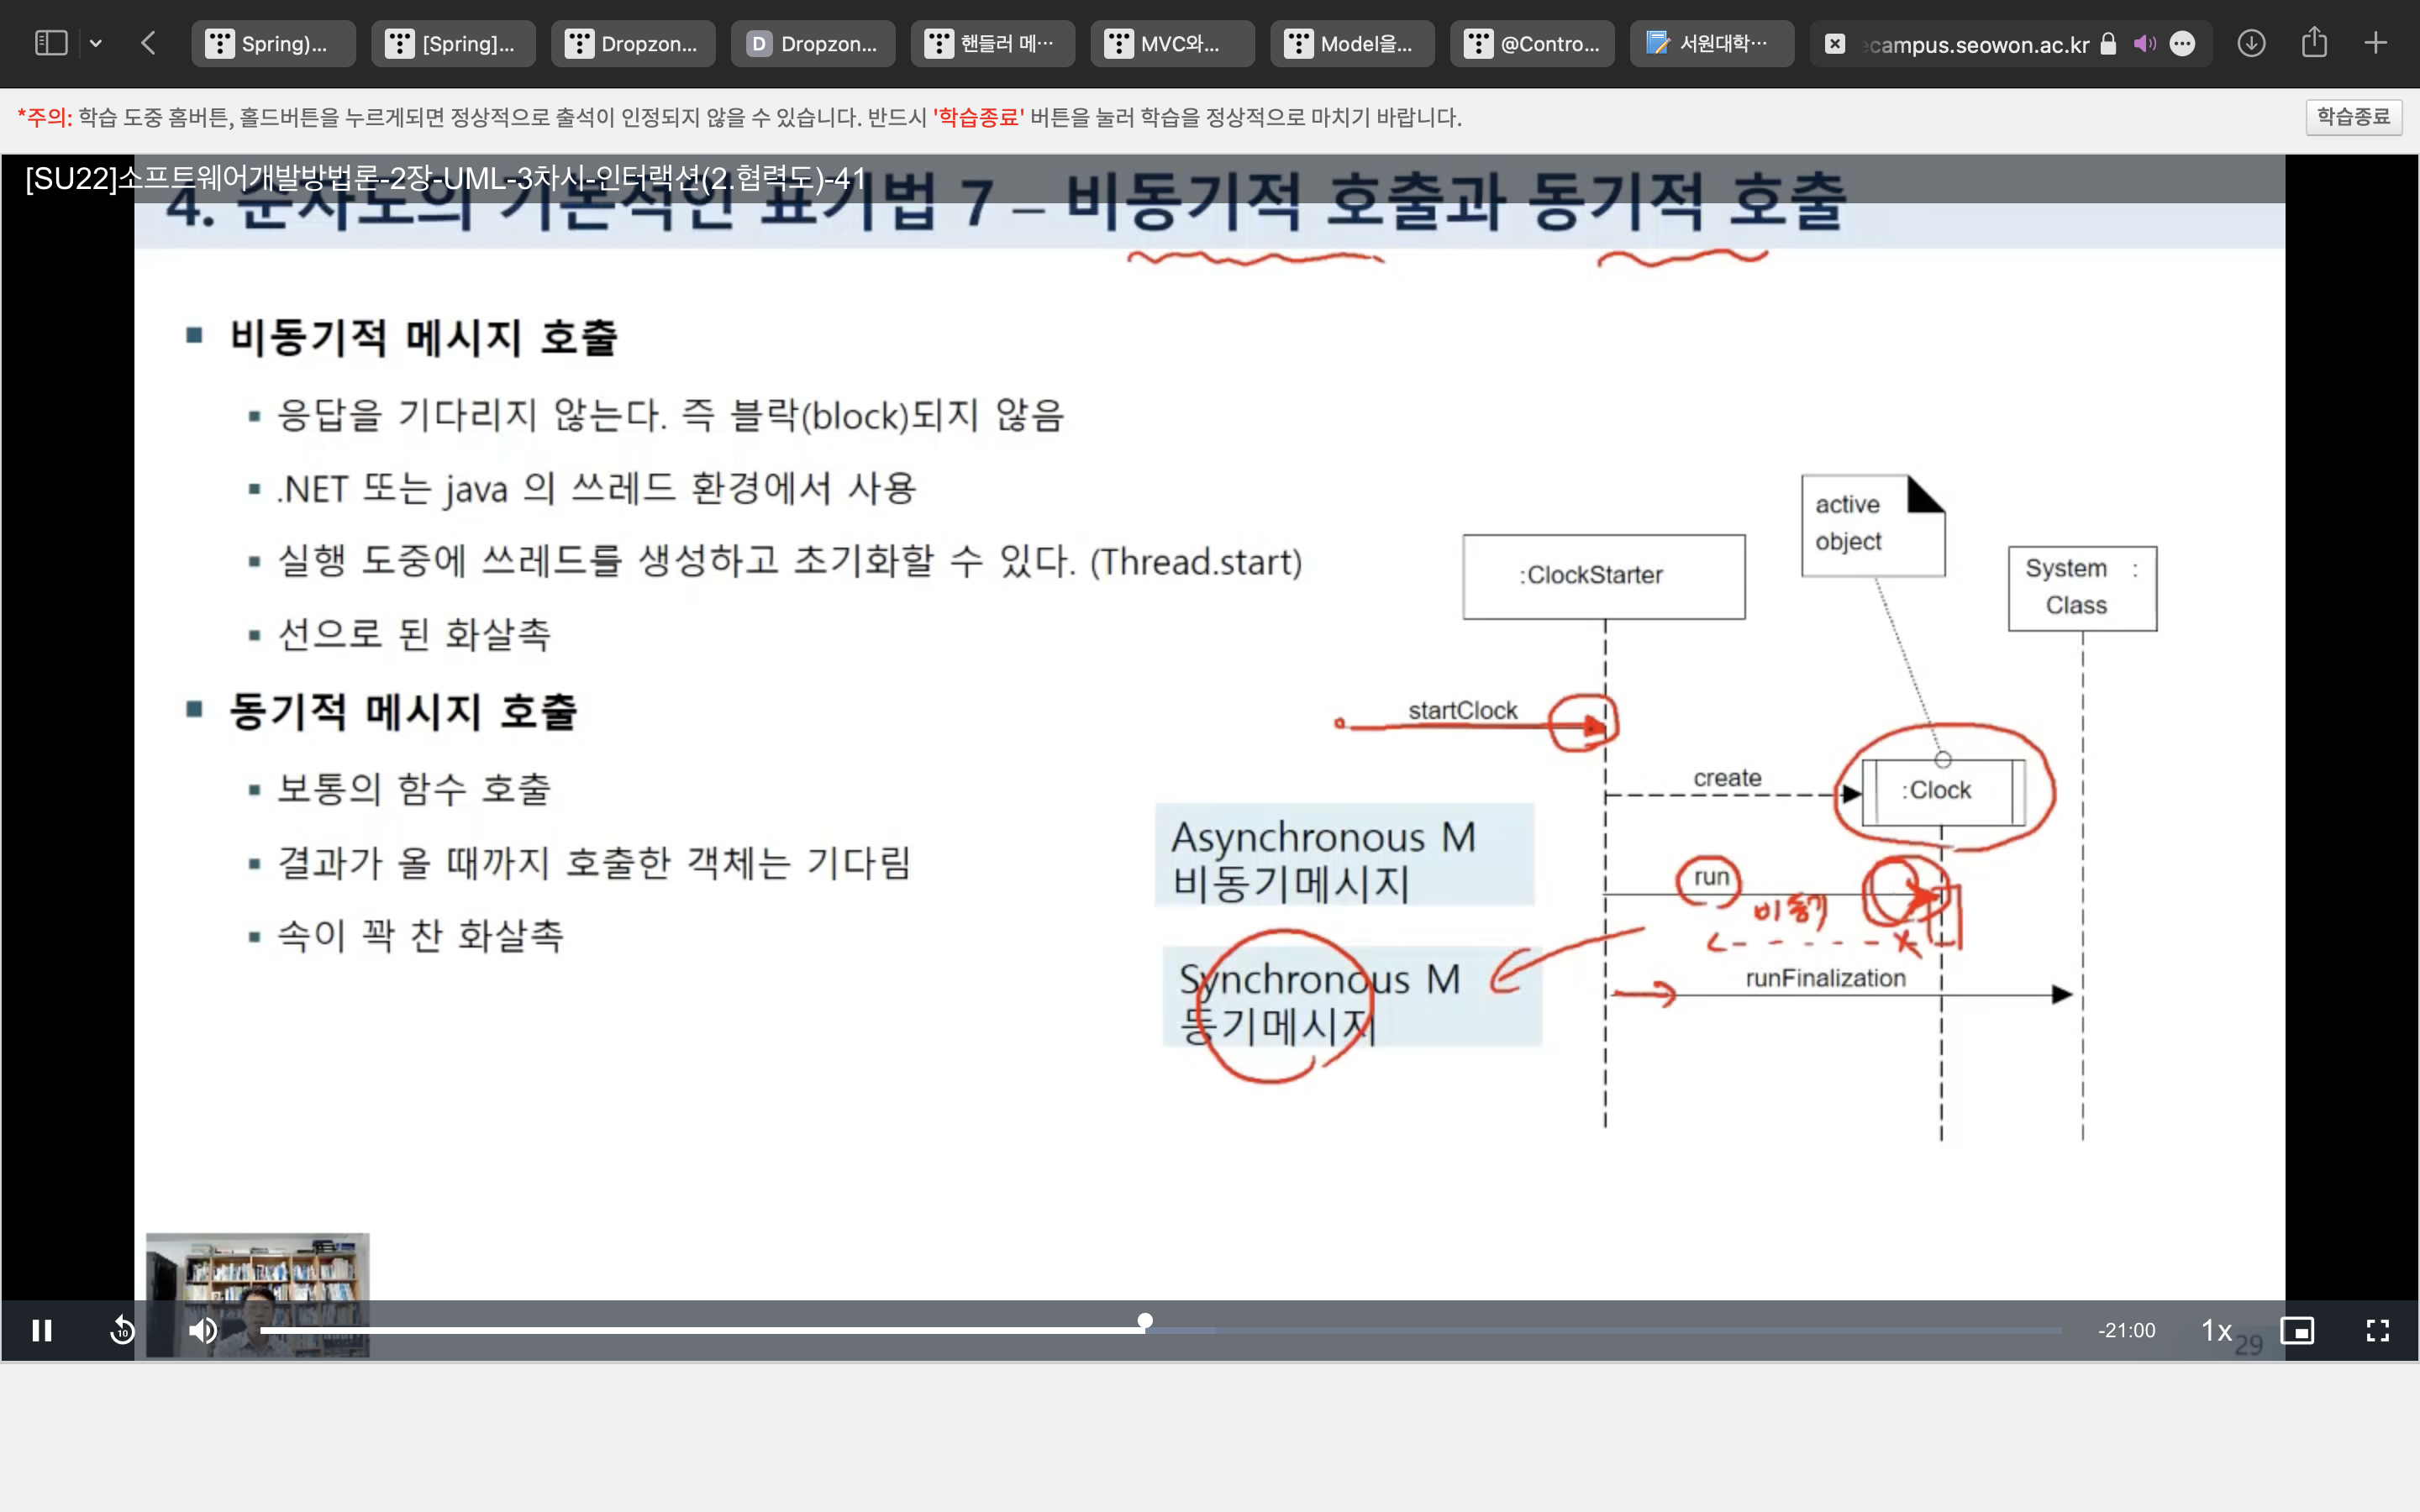 Spring)...
[Spring]...
Dropzon...
D
Dropzon...
핸들러 메...
MVC와...
Model을...
@Contro...
서원대학...
ecampus.seowon.ac.kr
*주의: 학습 도중 홈버튼, 홀드버튼을 누르게되면 정상적으로 출석이 인정되지 않을 수 있습니다. 반드시 '학습종료' 버튼을 눌러 학습을 정상적으로 마치기 바랍니다.
학습종료
[SU22]소프트웨어개발방법론-2장-UML-3차시-인터랙션(2.협력도)-41
4. 순차도의 기본적인 표기법 7 – 비동기적 호출과 동기적 호출
■ 비동기적 메시지 호출
▪ 응답을 기다리지 않는다. 즉 블락(block)되지 않음
▪ .NET 또는 java 의 쓰레드 환경에서 사용
▪ 실행 도중에 쓰레드를 생성하고 초기화할 수 있다. (Thread.start)
▪ 선으로 된 화살촉
■ 동기적 메시지 호출
▪ 보통의 함수 호출
▪ 결과가 올 때까지 호출한 객체는 기다림
▪ 속이 꽉 찬 화살촉
active
object
:ClockStarter
System :
Class
startClock
create
:Clock
Asynchronous M
비동기메시지
run
비동기
Synchronous M
동기메시지
runFinalization
10
-21:00
1x
29